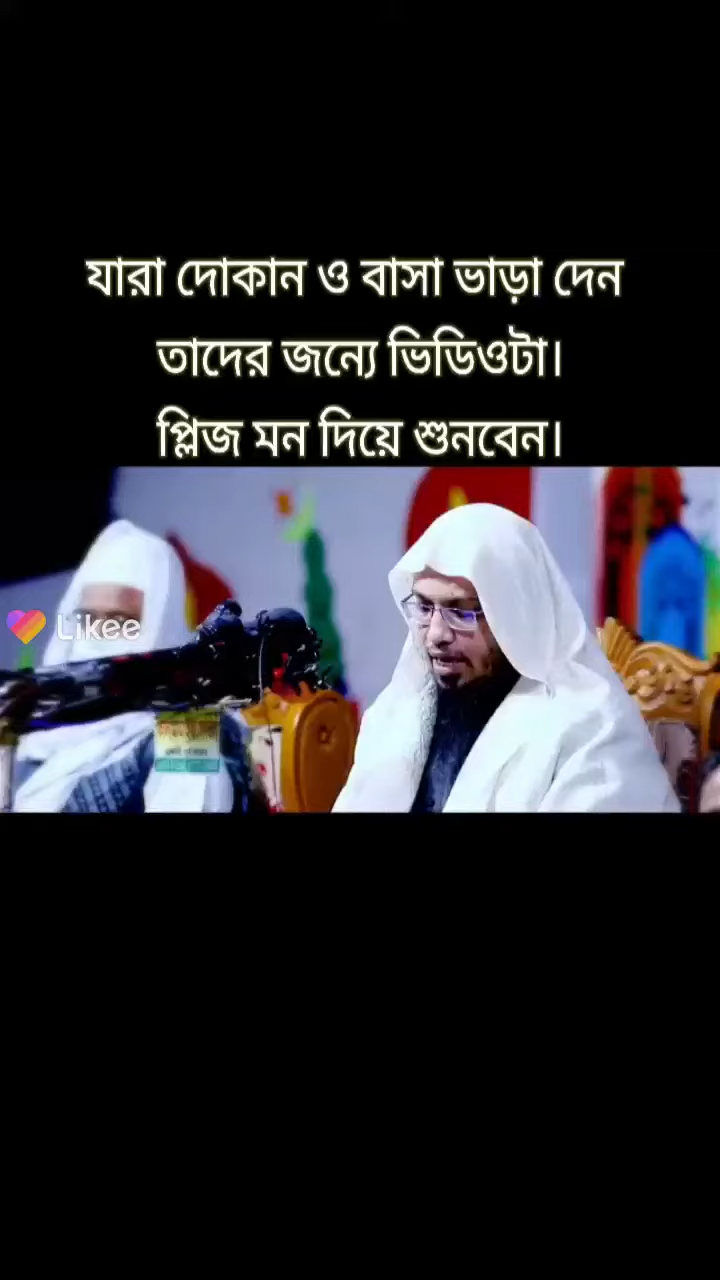 যারা দোকান ও বাসা ভাড়া দেন
তাদের জন্যে ভিডিওটা।
প্লিজ মন দিয়ে শুনবেন।
Likee